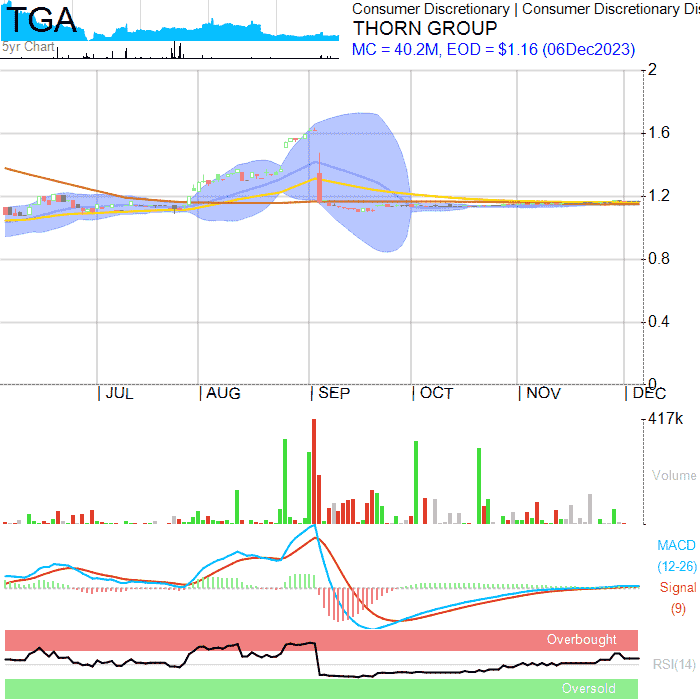 TGA
5yr Chart
Consumer Discretionary | Consumer Discretionary Dis
THORN GROUP
MC = 40.2M, EOD = $1.16 (06Dec2023)
2
1.6
1.2
0.8
0.4
0
| JUL | AUG | SEP | OCT | NOV | DEC
417k
Volume
MACD
(12-26)
Signal
(9)
Overbought
RSI(14)
Oversold